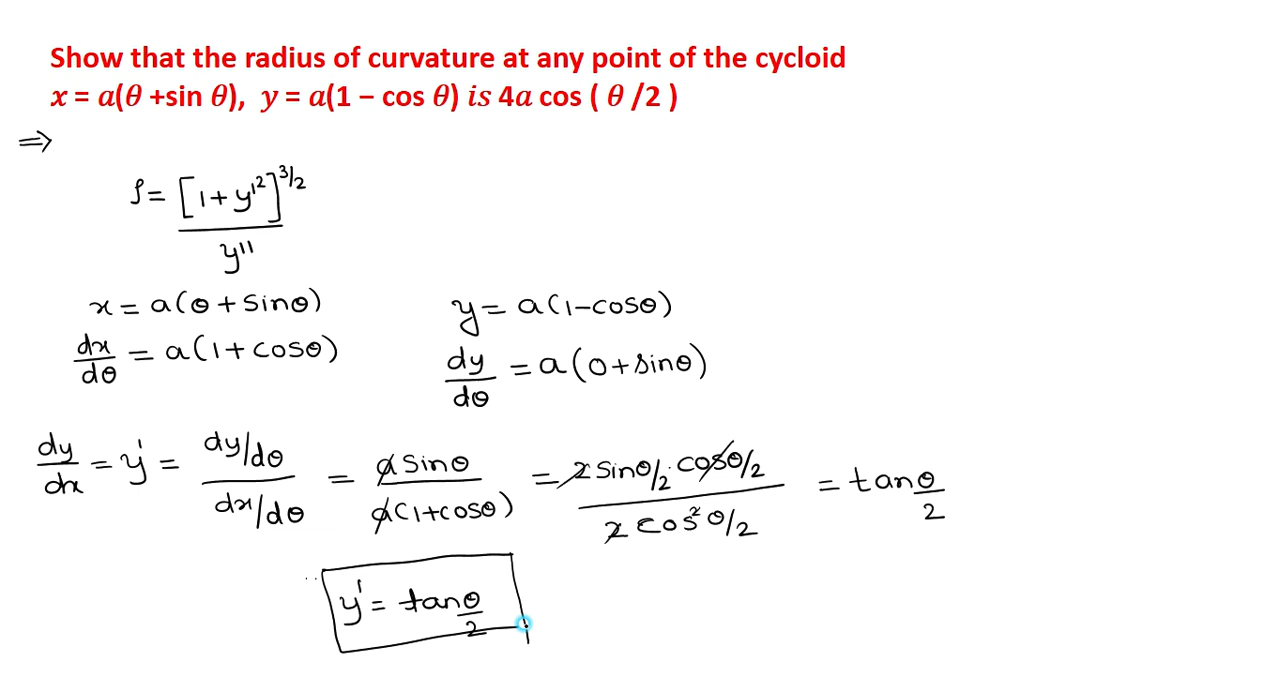 Show that the radius of curvature at any point of the cycloid
x = a(θ +sin θ), y = a(1 − cos θ) is 4a cos ( θ /2 )
⇒
ρ = [1 + y'²]^3/2 / y''
x = a(θ + sinθ) y = a(1−cosθ)
dx/dθ = a(1 + cosθ) dy/dθ = a(0 + sinθ)
dy/dx = y' = dy/dθ / dx/dθ = a sinθ / a(1+cosθ) = 2 sinθ/2 . cosθ/2 / 2 cos²θ/2 = tan θ/2
y' = tan θ/2